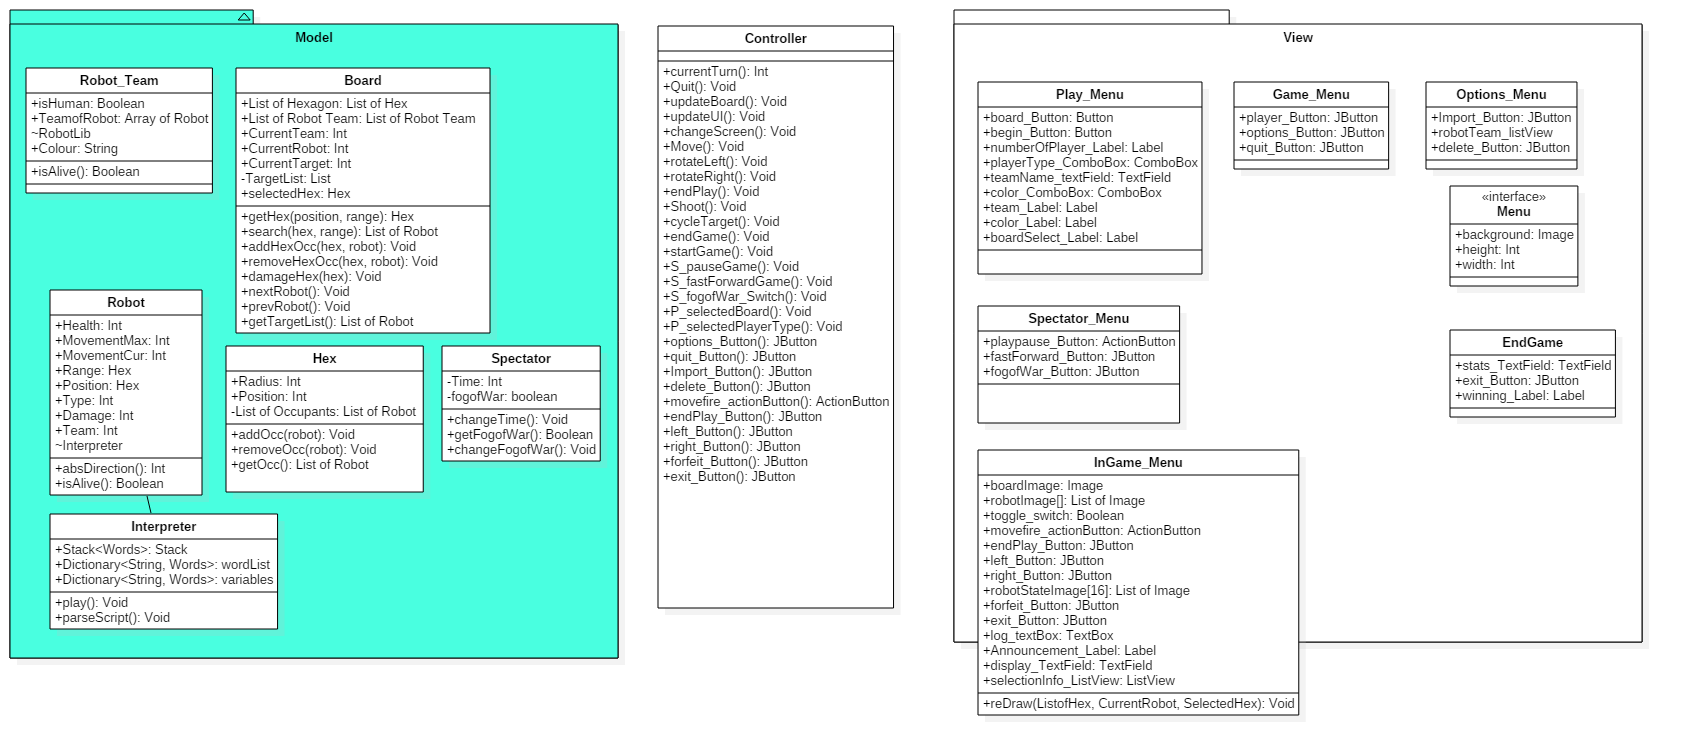 Model
Robot_Team
+isHuman: Boolean
+TeamofRobot: Array of Robot
~RobotLib
+Colour: String
+isAlive(): Boolean
Board
+List of Hexagon: List of Hex
+List of Robot Team: List of Robot Team
+CurrentTeam: Int
+CurrentRobot: Int
+CurrentTarget: Int
-TargetList: List
+selectedHex: Hex
+getHex(position, range): Hex
+search(hex, range): List of Robot
+addHexOcc(hex, robot): Void
+removeHexOcc(hex, robot): Void
+damageHex(hex): Void
+nextRobot(): Void
+prevRobot(): Void
+getTargetList(): List of Robot
Robot
+Health: Int
+MovementMax: Int
+MovementCur: Int
+Range: Hex
+Position: Hex
+Type: Int
+Damage: Int
+Team: Int
~Interpreter
+absDirection(): Int
+isAlive(): Boolean
Hex
+Radius: Int
+Position: Int
-List of Occupants: List of Robot
+addOcc(robot): Void
+removeOcc(robot): Void
+getOcc(): List of Robot
Spectator
-Time: Int
-fogofWar: boolean
+changeTime(): Void
+getFogofWar(): Boolean
+changeFogofWar(): Void
Interpreter
+Stack<Words>: Stack
+Dictionary<String, Words>: wordList
+Dictionary<String, Words>: variables
+play(): Void
+parseScript(): Void
Controller
+currentTurn(): Int
+Quit(): Void
+updateBoard(): Void
+updateUI(): Void
+changeScreen(): Void
+Move(): Void
+rotateLeft(): Void
+rotateRight(): Void
+endPlay(): Void
+Shoot(): Void
+cycleTarget(): Void
+endGame(): Void
+startGame(): Void
+S_pauseGame(): Void
+S_fastForwardGame(): Void
+S_fogofWar_Switch(): Void
+P_selectedBoard(): Void
+P_selectedPlayerType(): Void
+options_Button(): JButton
+quit_Button(): JButton
+Import_Button(): JButton
+delete_Button(): JButton
+movefire_actionButton(): ActionButton
+endPlay_Button(): JButton
+left_Button(): JButton
+right_Button(): JButton
+forfeit_Button(): JButton
+exit_Button(): JButton
View
Play_Menu
+board_Button: Button
+begin_Button: Button
+numberOfPlayer_Label: Label
+playerType_ComboBox: ComboBox
+teamName_textField: TextField
+color_ComboBox: ComboBox
+team_Label: Label
+color_Label: Label
+boardSelect_Label: Label
Game_Menu
+player_Button: JButton
+options_Button: JButton
+quit_Button: JButton
Options_Menu
+Import_Button: JButton
+robotTeam_listView
+delete_Button: JButton
«interface»
Menu
+background: Image
+height: Int
+width: Int
Spectator_Menu
+playpause_Button: ActionButton
+fastForward_Button: JButton
+fogofWar_Button: JButton
EndGame
+stats_TextField: TextField
+exit_Button: JButton
+winning_Label: Label
InGame_Menu
+boardImage: Image
+robotImage[]: List of Image
+toggle_switch: Boolean
+movefire_actionButton: ActionButton
+endPlay_Button: JButton
+left_Button: JButton
+right_Button: JButton
+robotStateImage[16]: List of Image
+forfeit_Button: JButton
+exit_Button: JButton
+log_textBox: TextBox
+Announcement_Label: Label
+display_TextField: TextField
+selectionInfo_ListView: ListView
+reDraw(ListofHex, CurrentRobot, SelectedHex): Void